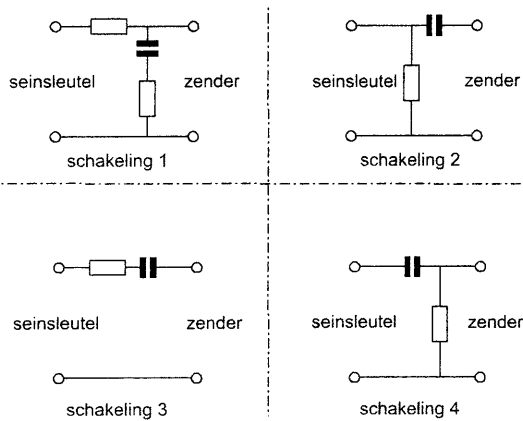 seinsleutel zender
schakeling 1
seinsleutel zender
schakeling 2
seinsleutel zender
schakeling 3
seinsleutel zender
schakeling 4